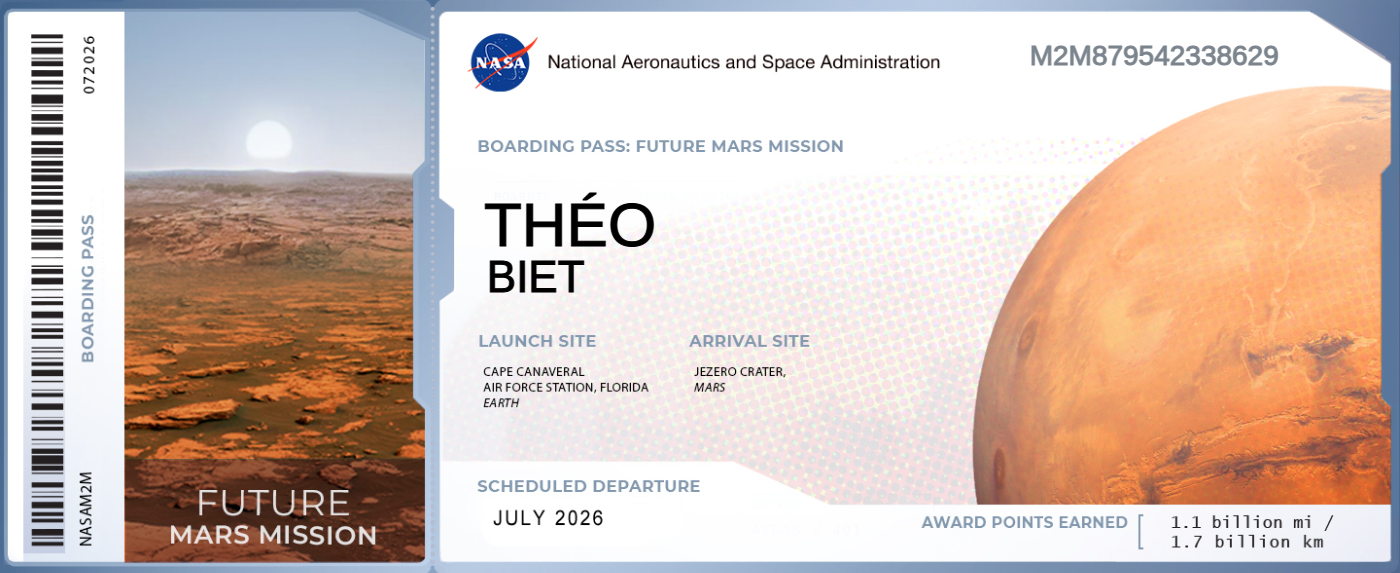 072026
BOARDING PASS
NASAM2M
FUTURE
MARS MISSION
NASA
National Aeronautics and Space Administration
M2M879542338629
BOARDING PASS: FUTURE MARS MISSION
THÉO
BIET
LAUNCH SITE
CAPE CANAVERAL
AIR FORCE STATION, FLORIDA
EARTH
ARRIVAL SITE
JEZERO CRATER,
MARS
SCHEDULED DEPARTURE
JULY 2026
AWARD POINTS EARNED
1.1 billion mi /
1.7 billion km